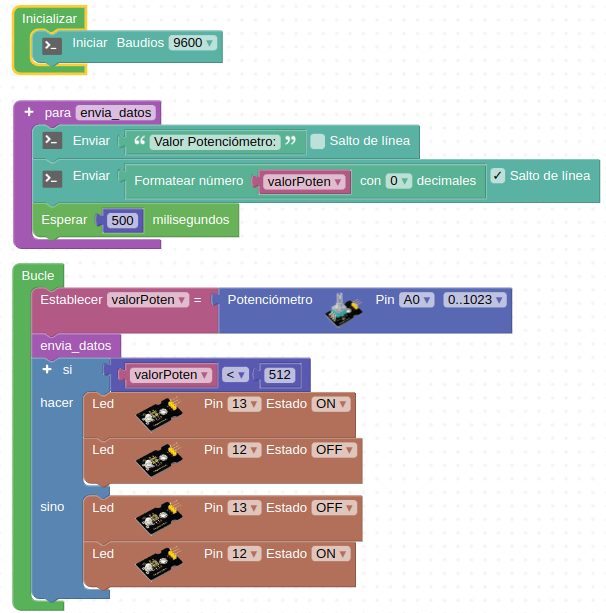 Inicializar
Iniciar Baudios 9600
+ para envia_datos
Enviar “ Valor Potenciómetro: ” Salto de línea
Enviar Formatear número valorPoten con 0 decimales ✓ Salto de línea
Esperar 500 milisegundos
Bucle
Establecer valorPoten = Potenciómetro Pin A0 0..1023
envia_datos
+ si valorPoten < 512
hacer Led Pin 13 Estado ON
Led Pin 12 Estado OFF
sino Led Pin 13 Estado OFF
Led Pin 12 Estado ON